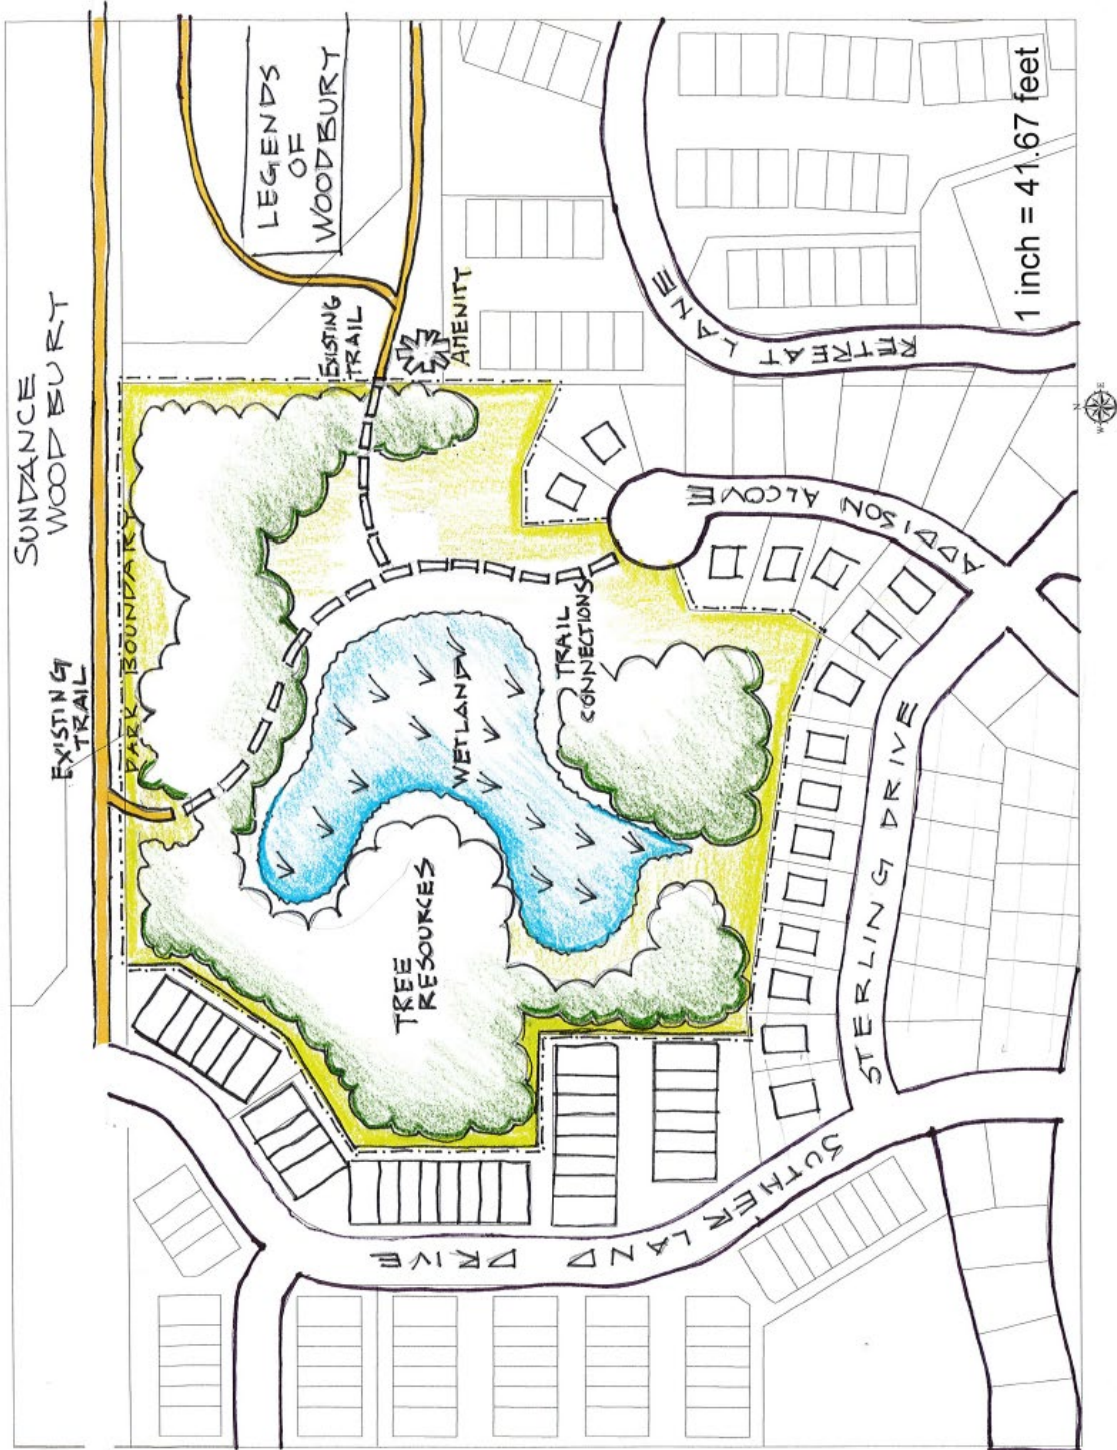 SUNDANCE
WOODBURY
LEGENDS
OF
WOODBURY
EXISTING
TRAIL
PARK BOUNDARY
EXISTING
TRAIL
AMENITY
WETLAND
TRAIL
CONNECTIONS
TREE
RESOURCES
RETREAT LANE
ADDISON ALCOVE
STERLING DRIVE
SUTHERLAND DRIVE
1 inch = 41.67 feet
N
E
W